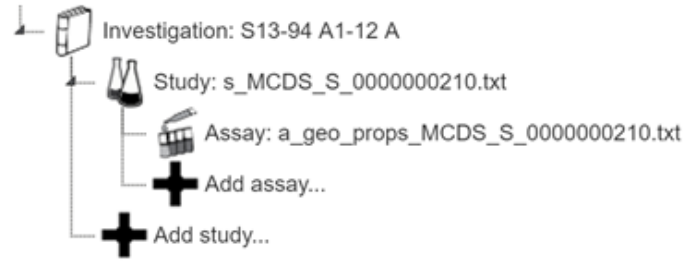 Investigation: S13-94 A1-12 A
Study: s_MCDS_S_0000000210.txt
Assay: a_geo_props_MCDS_S_0000000210.txt
Add assay...
Add study...